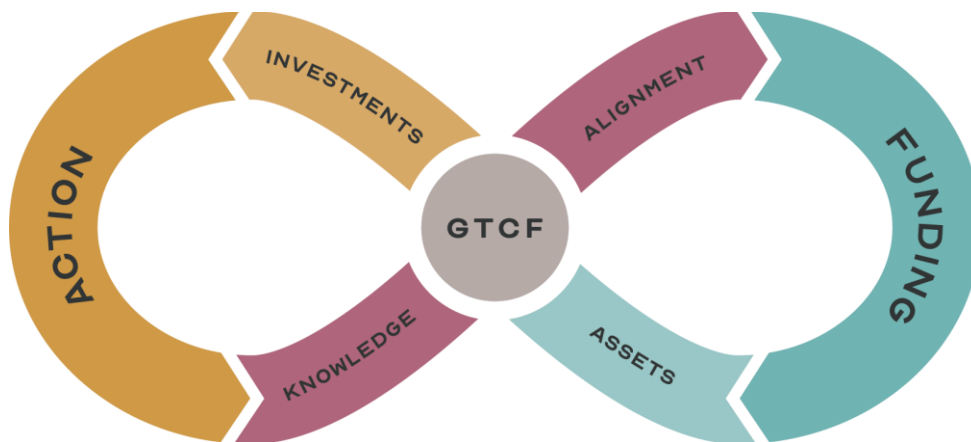 INVESTMENTS
ALIGNMENT
ACTION
GTCF
FUNDING
KNOWLEDGE
ASSETS